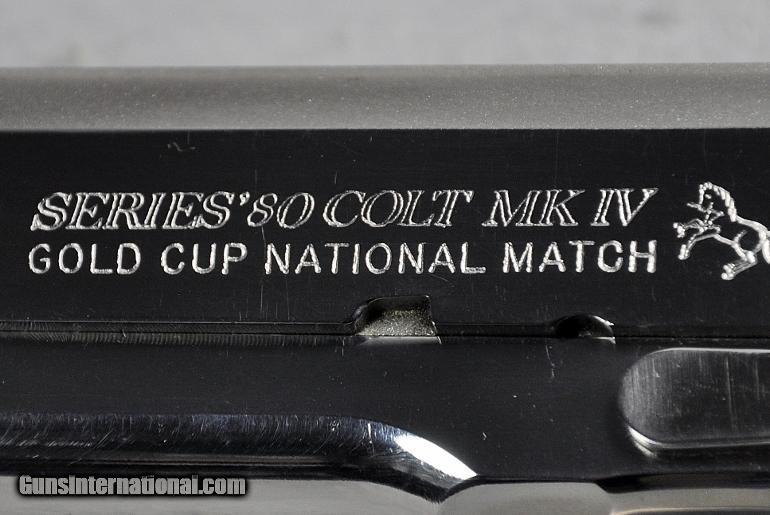 SERIES'80 COLT MK IV
GOLD CUP NATIONAL MATCH
GunsInternational.com